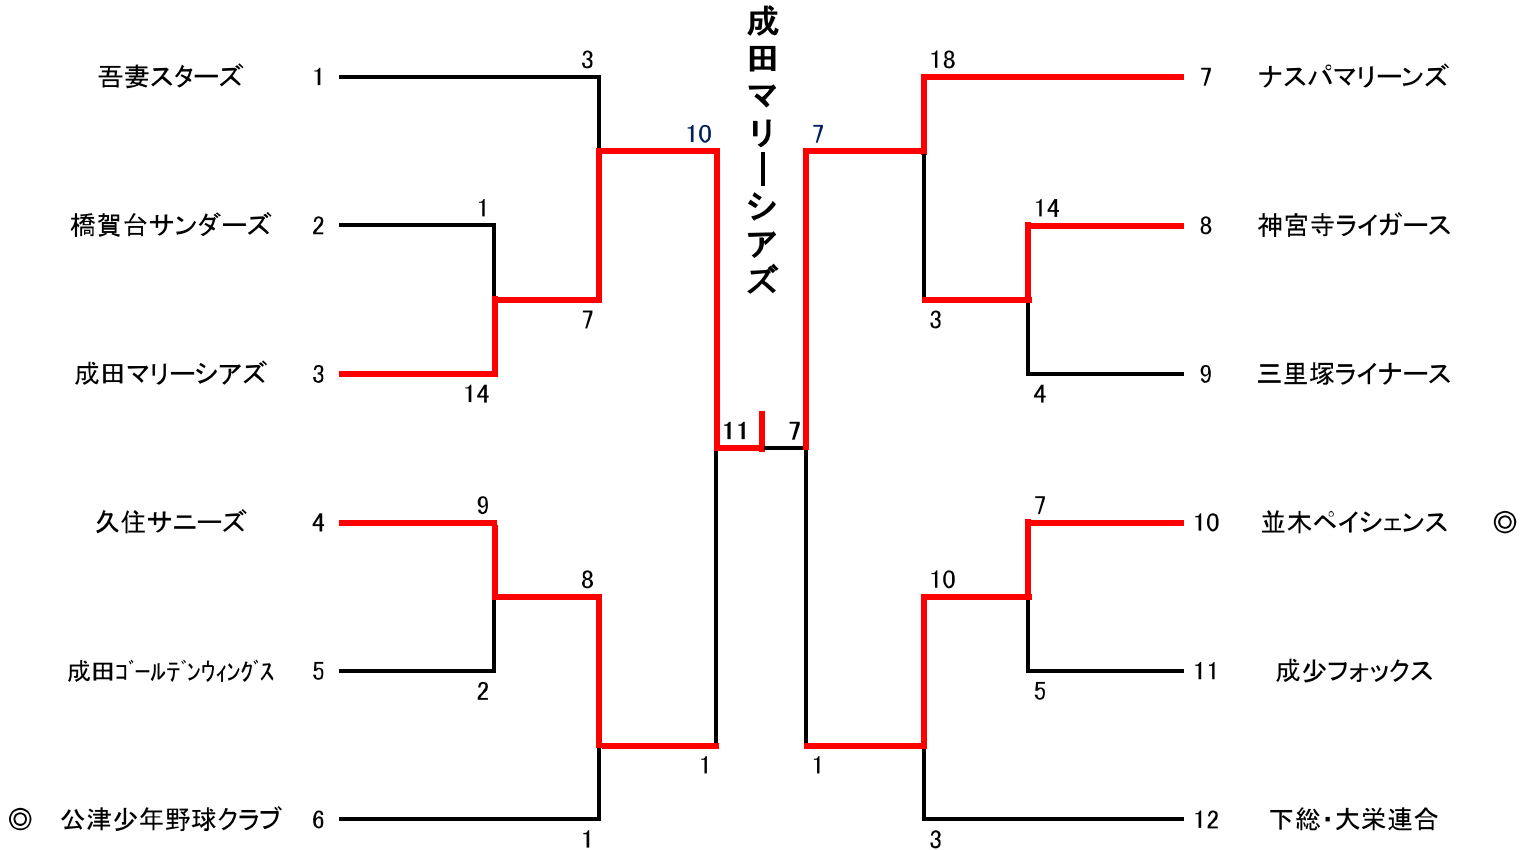 成田マリーシアズ
3
18
吾妻スターズ 1
7 ナスパマリーンズ
10
7
1
14
橋賀台サンダーズ 2
8 神宮寺ライガース
7
3
成田マリーシアズ 3
9 三里塚ライナース
14
4
11 7
9
7
久住サニーズ 4
10 並木ペイシェンス ◎
8
10
成田ｺﾞｰﾙﾃﾞﾝｳｨﾝｸﾞｽ 5
11 成少フォックス
2
5
1
1
◎ 公津少年野球クラブ 6
12 下総・大栄連合
1
3